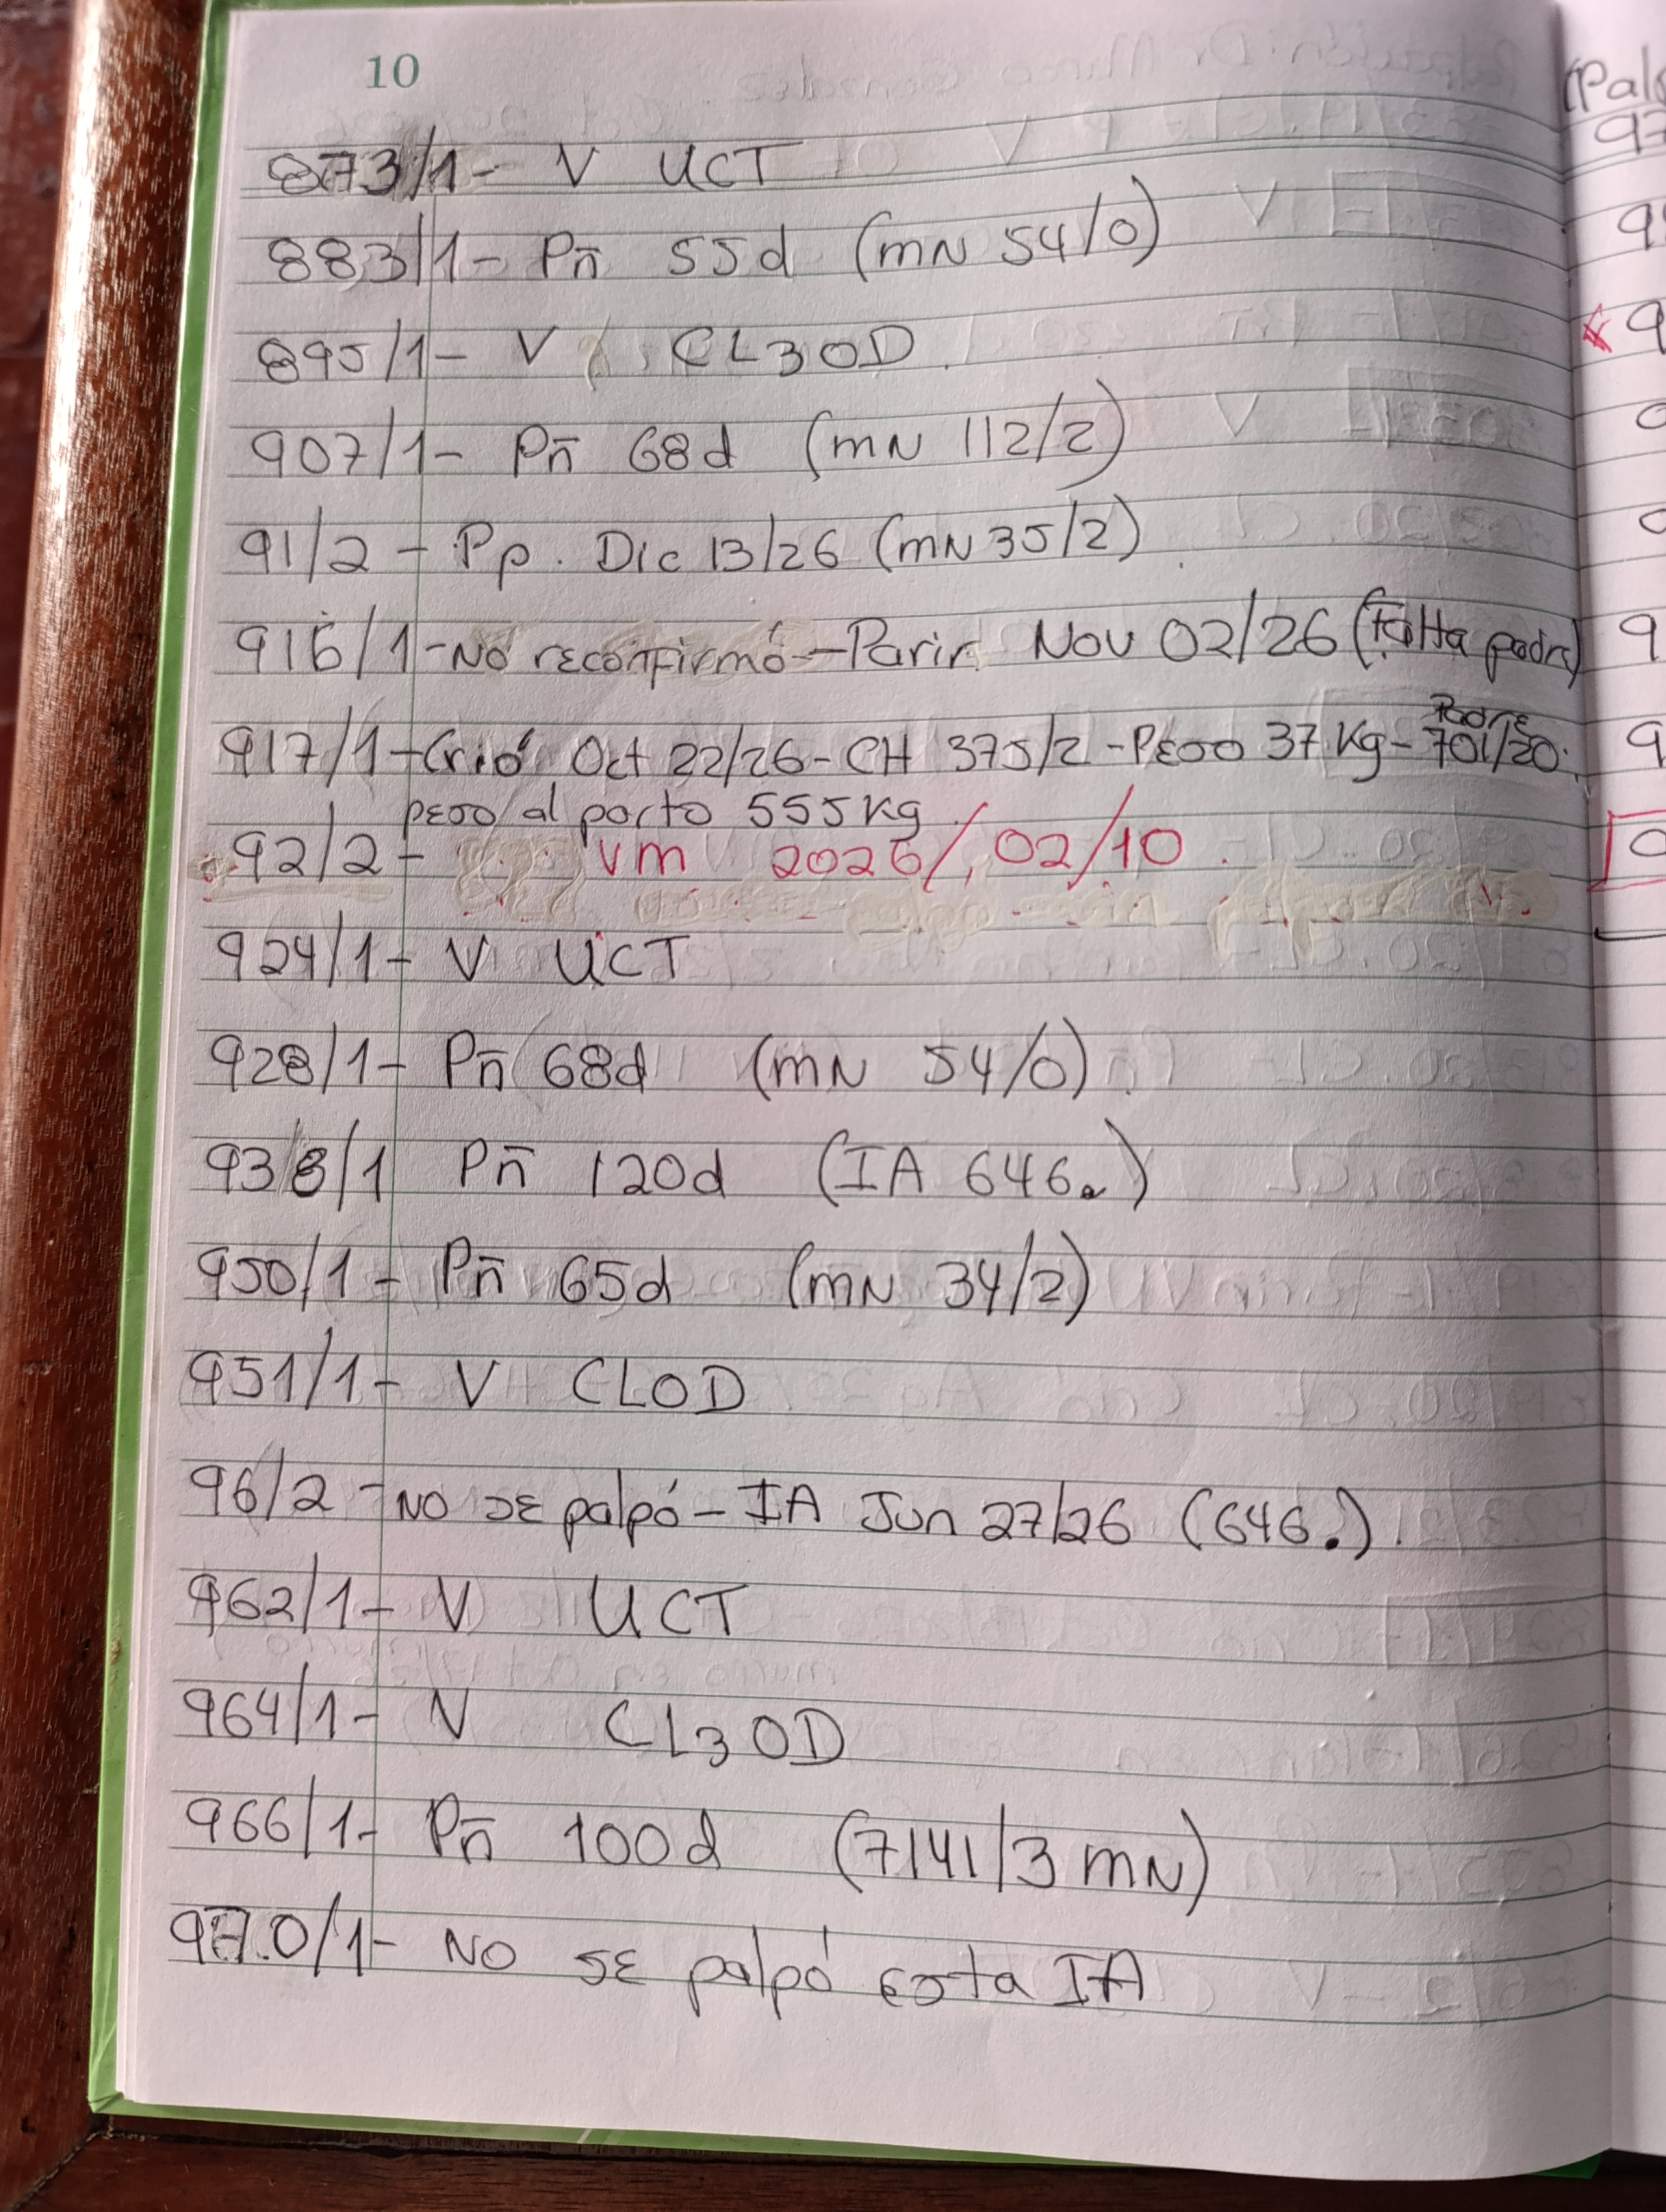 10
873/1- V UCT
883/1- Pñ 55d (mN 54/0)
895/1- V CL3OD
907/1- Pñ 68d (mN 112/2)
91/2 - Pp. Dic 13/26 (mN 35/2)
916/1-No reconfirmó-Parir Nov 02/26 (Falta padre)
917/1-Crió Oct 22/26- CH 375/2 -Peso 37 Kg- Padre 701/20.
peso al parto 555Kg
92/2 - Vm 2026/02/10.
924/1- V UCT
928/1- Pñ 68d (mN 54/0)
938/1 Pñ 120d (IA 646.)
950/1- Pñ 65d (mN 34/2)
951/1- V CLOD
96/2 -NO SE palpó- IA Jun 27/26 (646.)
962/1- V UCT
964/1- V CL3OD
966/1- Pñ 100d (7141/3 mN)
970/1- NO SE palpó esta IA